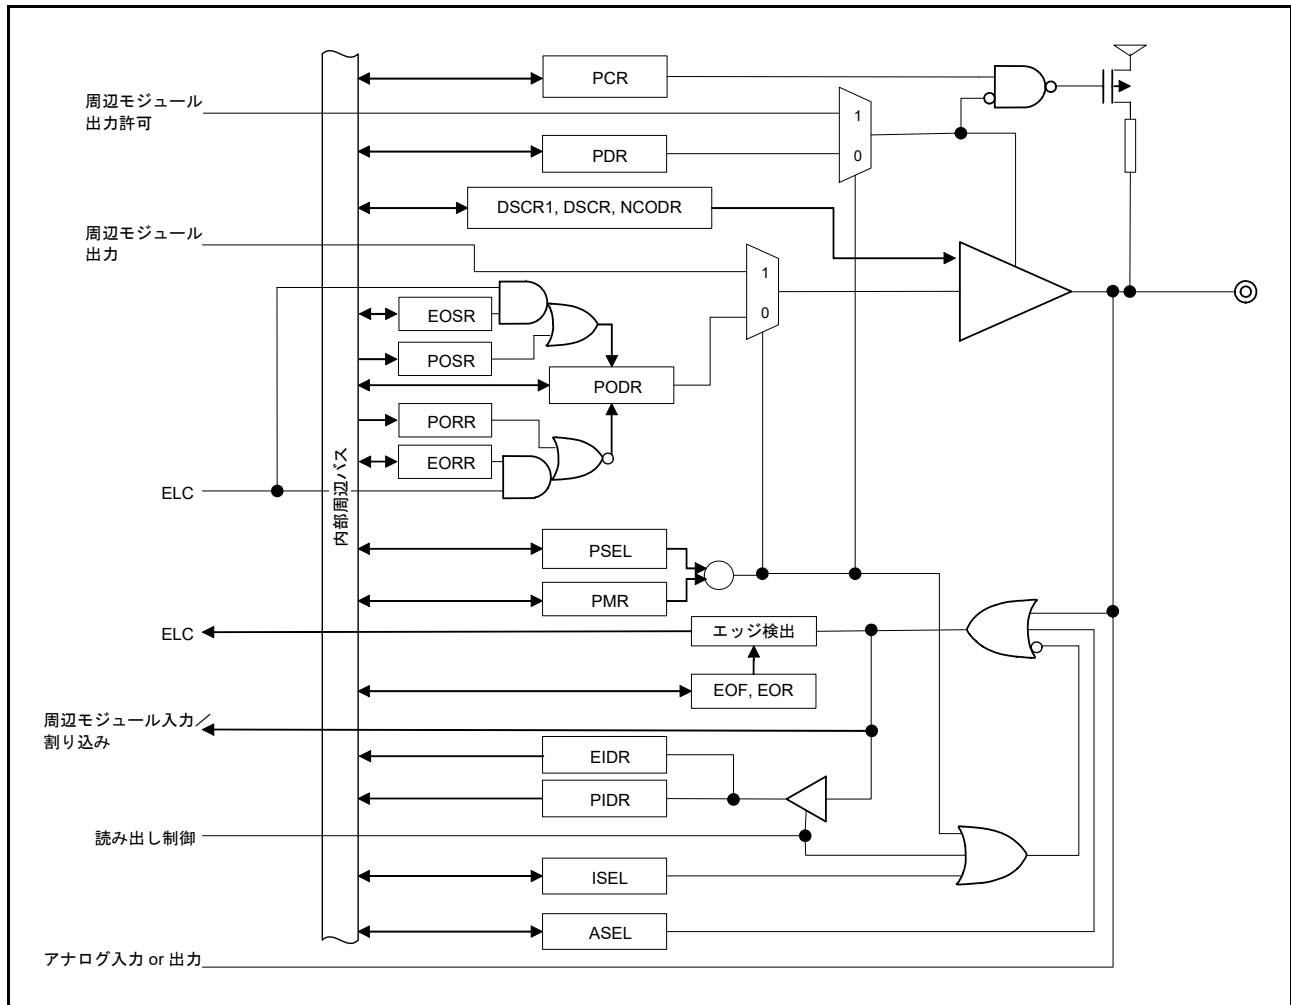 PCR
周辺モジュール
出力許可
1
0
PDR
DSCR1, DSCR, NCODR
周辺モジュール
出力
1
0
EOSR
POSR
PODR
PORR
EORR
ELC
内部周辺バス
PSEL
PMR
ELC
エッジ検出
EOF, EOR
周辺モジュール入力/
割り込み
EIDR
PIDR
読み出し制御
ISEL
ASEL
アナログ入力 or 出力